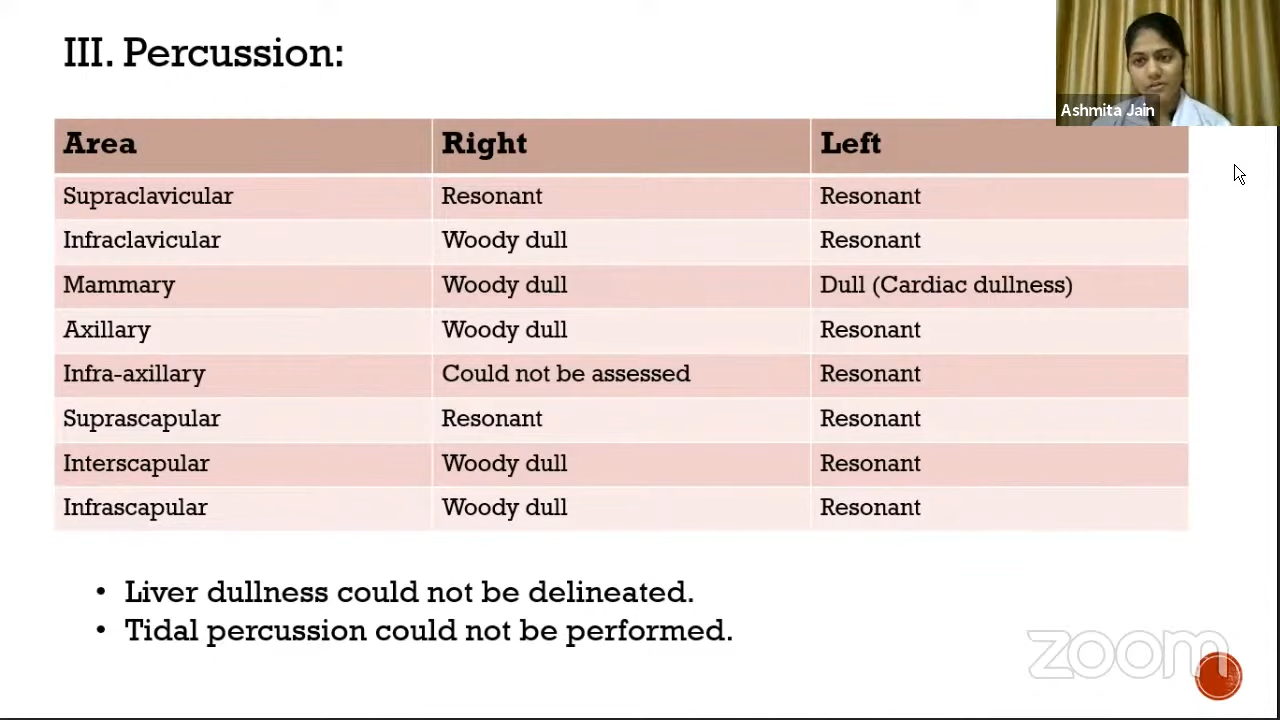 III. Percussion:
Ashmita Jain
Area Right Left
Supraclavicular Resonant Resonant
Infraclavicular Woody dull Resonant
Mammary Woody dull Dull (Cardiac dullness)
Axillary Woody dull Resonant
Infra-axillary Could not be assessed Resonant
Suprascapular Resonant Resonant
Interscapular Woody dull Resonant
Infrascapular Woody dull Resonant
• Liver dullness could not be delineated.
• Tidal percussion could not be performed.
zoom